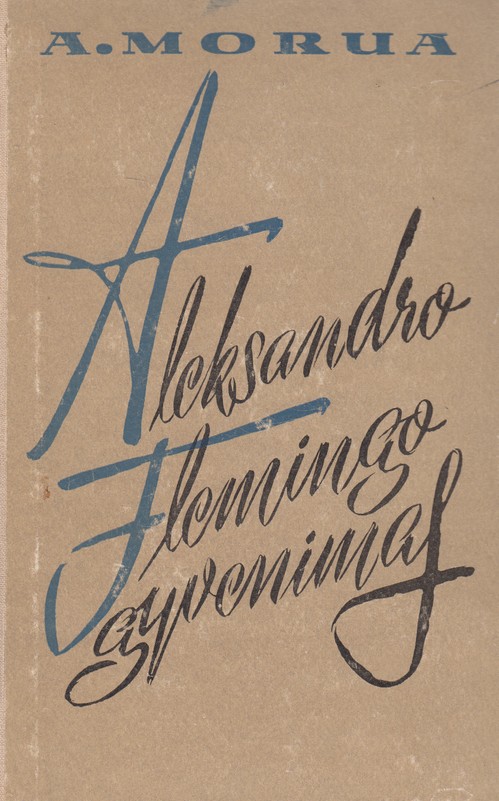 A. MORUA
Aleksandro
Flemingo
gyvenimas